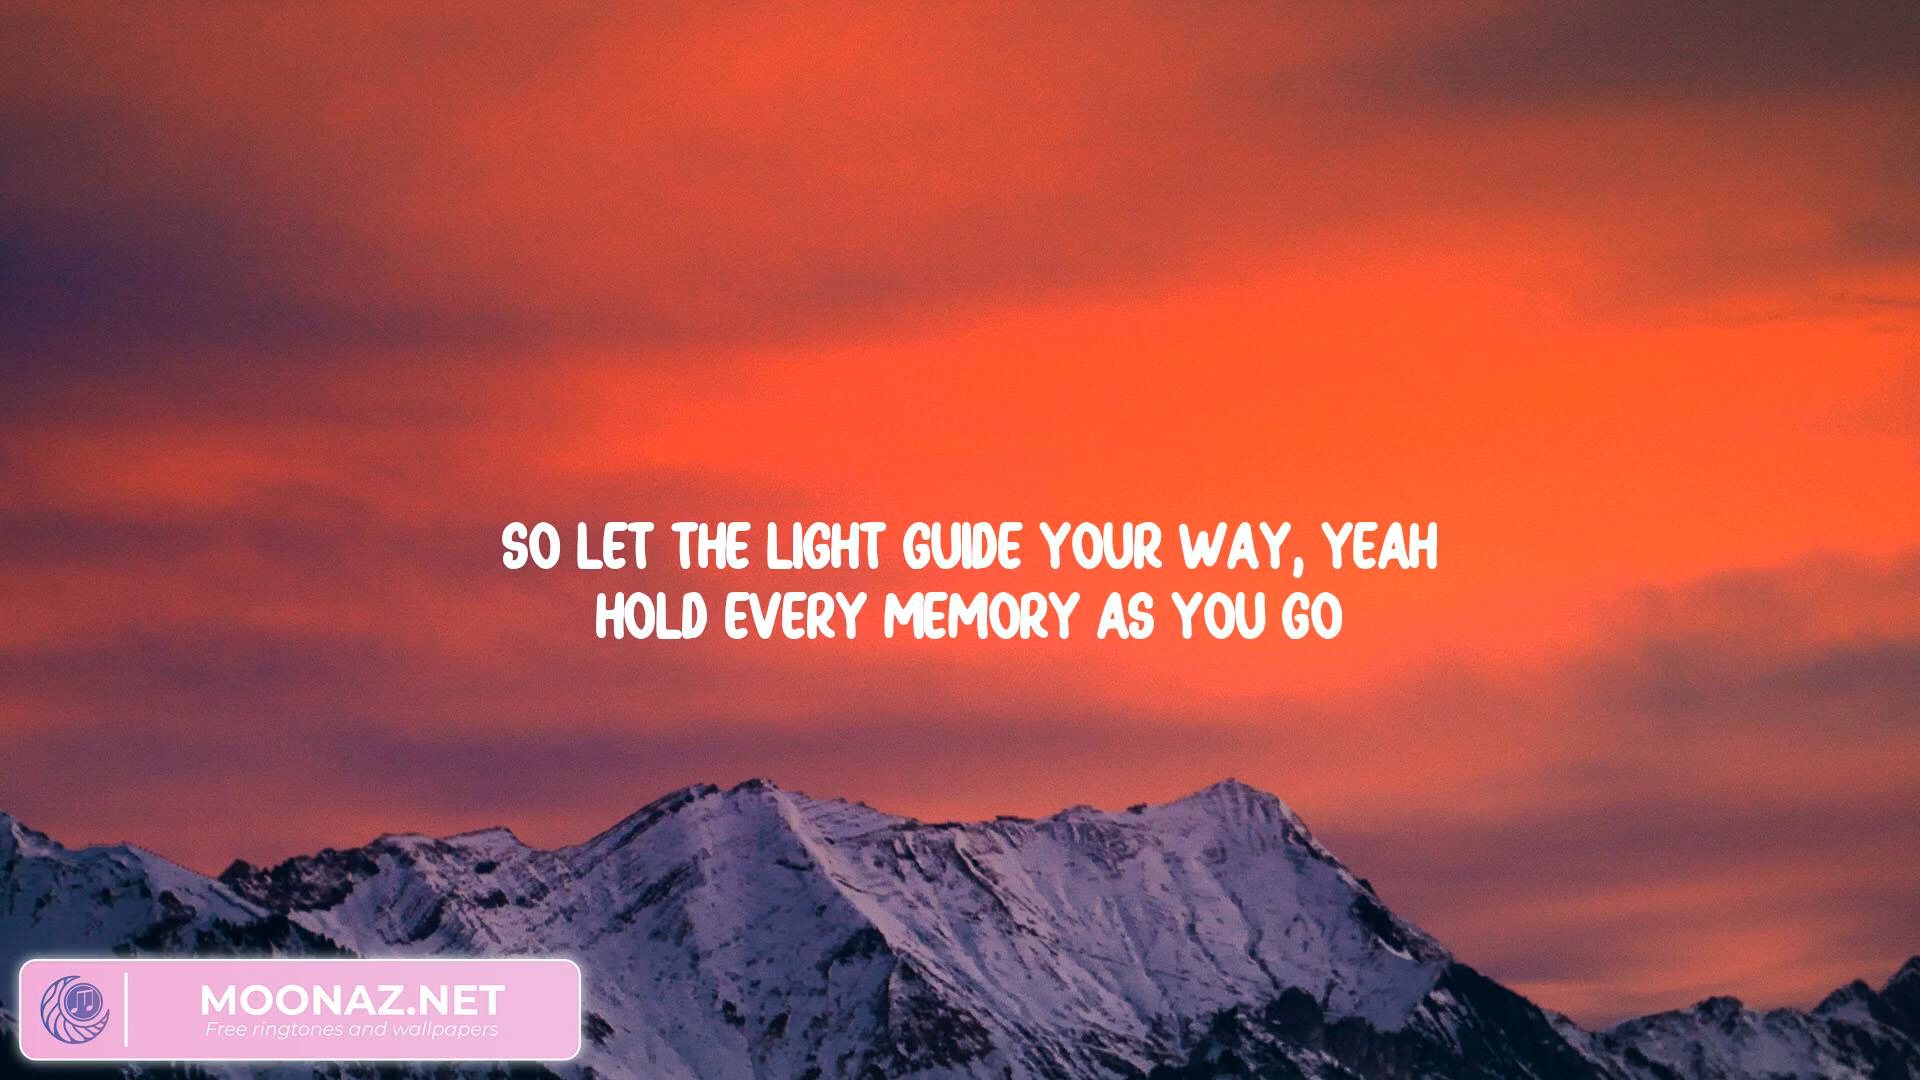 SO LET THE LIGHT GUIDE YOUR WAY, YEAH
HOLD EVERY MEMORY AS YOU GO
MOONAZ.NET
Free ringtones and wallpapers